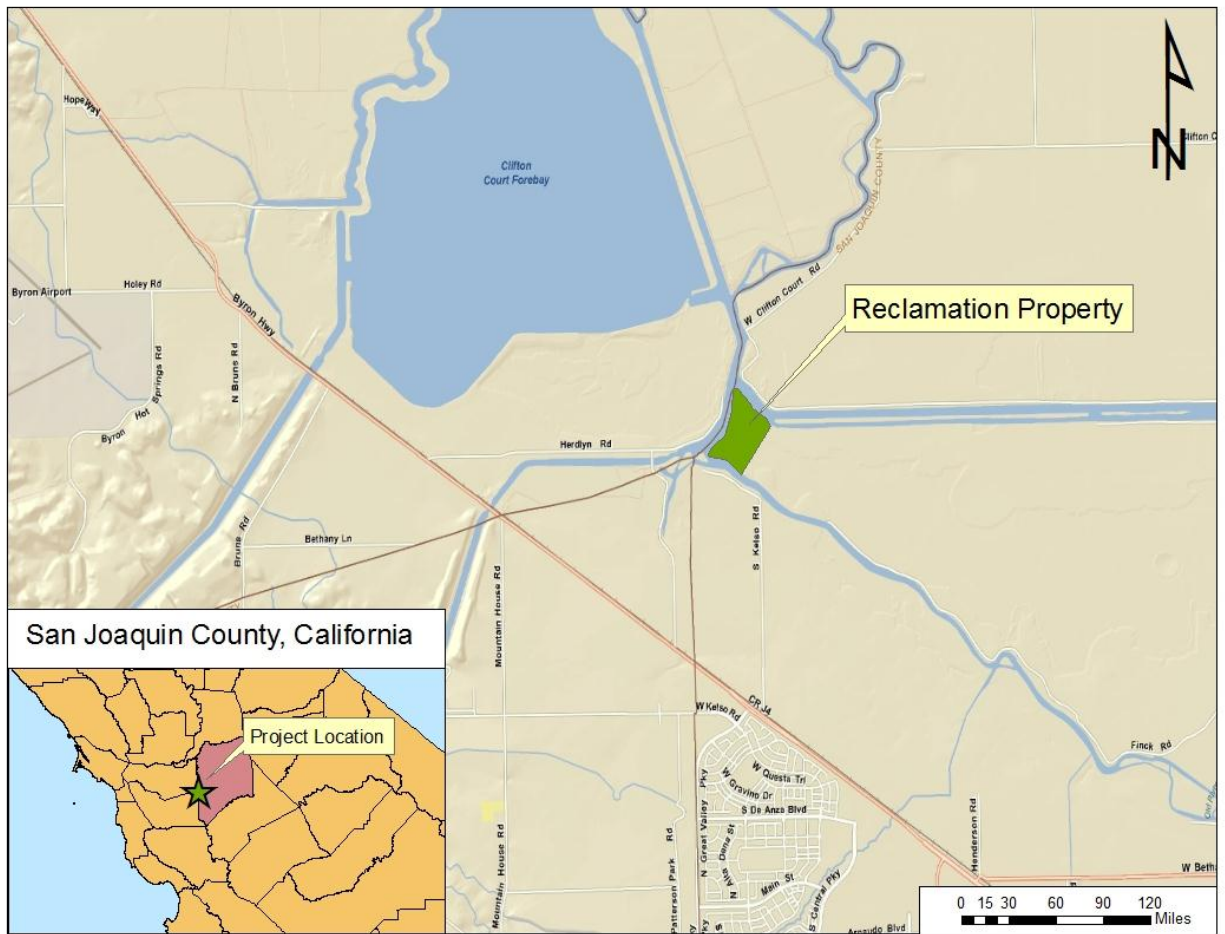 Hope Way
Clifton
Court Forebay
N
Clifton C
SAN JOAQUIN COUNTY
W Clifton Court Rd
Byron Airport
Holey Rd
Byron Hwy
Reclamation Property
N Bruns Rd
Byron Hot Springs Rd
Herdlyn Rd
Bruns Rd
Bethany Ln
S Kelso Rd
Mountain House Rd
San Joaquin County, California
Project Location
W Kelso Rd
CR J4
Finck Rd
W Questa Trl
W Gravino Dr
S De Anza Blvd
N Great Valley Pky
N Alta Dena St
Main St
S Central Pky
Patterson Park Rd
Mountain House Rd
Henderson Rd
W Betha
Pky
Arnaudo Blvd
0 15 30 60 90 120
Miles